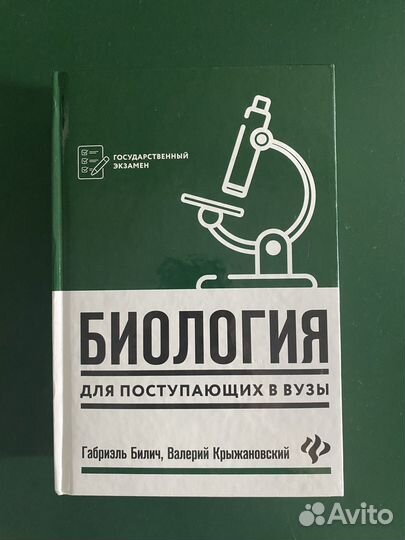 ГОСУДАРСТВЕННЫЙ
ЭКЗАМЕН
БИОЛОГИЯ
ДЛЯ ПОСТУПАЮЩИХ В ВУЗЫ
Габриэль Билич, Валерий Крыжановский
Avito